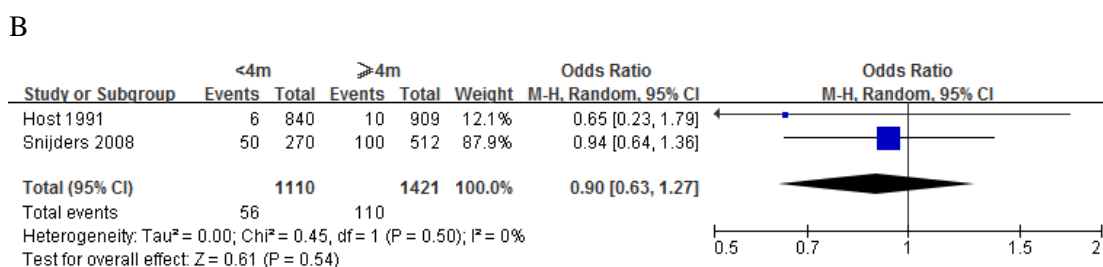 B
<4m ⩾4m Odds Ratio Odds Ratio
Study or Subgroup Events Total Events Total Weight M-H, Random, 95% CI M-H, Random, 95% CI
Host 1991 6 840 10 909 12.1% 0.65 [0.23, 1.79]
Snijders 2008 50 270 100 512 87.9% 0.94 [0.64, 1.36]
Total (95% CI) 1110 1421 100.0% 0.90 [0.63, 1.27]
Total events 56 110
Heterogeneity: Tau² = 0.00; Chi² = 0.45, df = 1 (P = 0.50); I² = 0%
Test for overall effect: Z = 0.61 (P = 0.54)
0.5 0.7 1 1.5 2